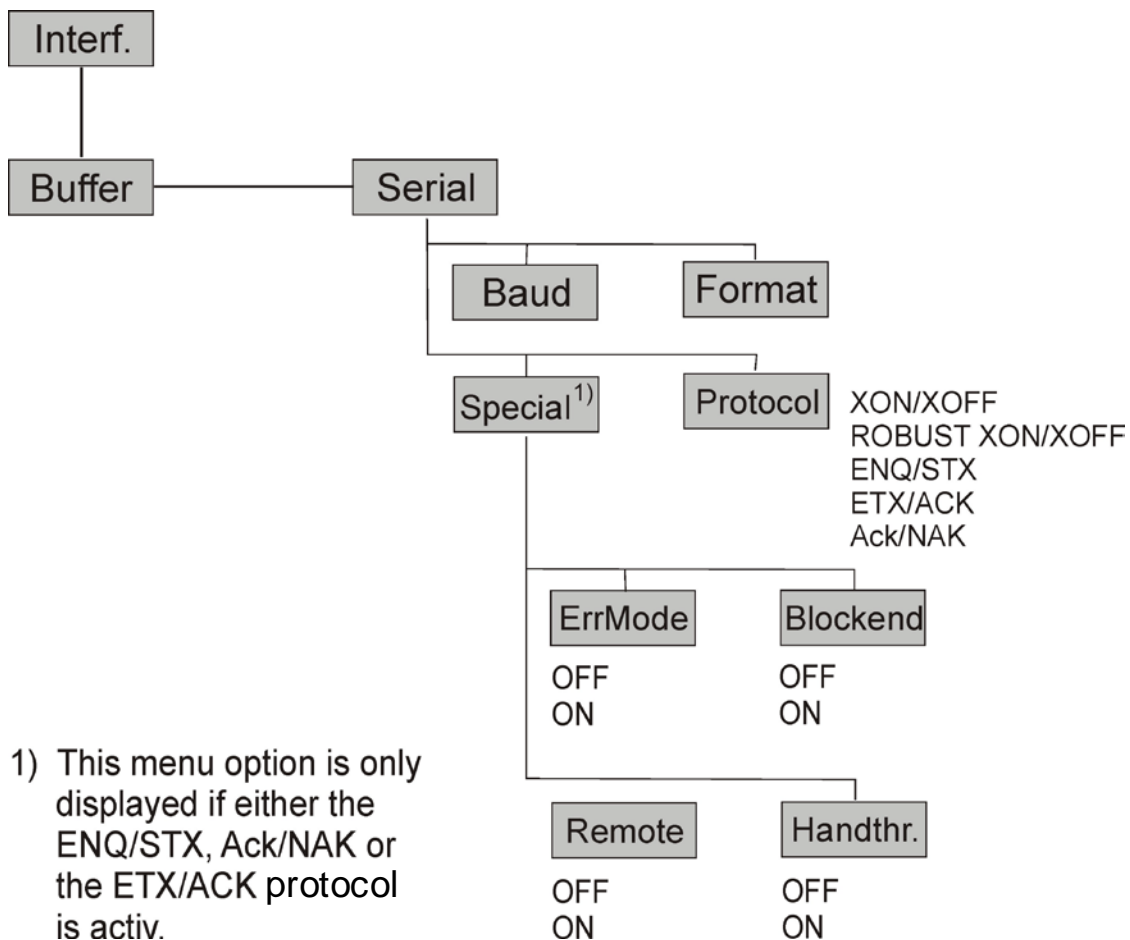 Interf.
Buffer
Serial
Baud
Format
Special 1)
Protocol
XON/XOFF
ROBUST XON/XOFF
ENQ/STX
ETX/ACK
Ack/NAK
ErrMode
Blockend
OFF
ON
OFF
ON
1) This menu option is only
displayed if either the
ENQ/STX, Ack/NAK or
the ETX/ACK protocol
is activ.
Remote
Handthr.
OFF
ON
OFF
ON